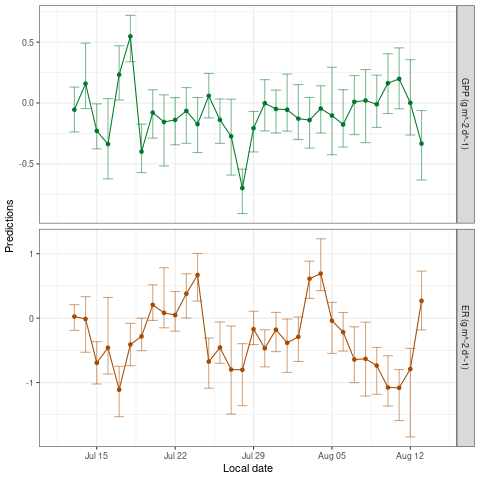 Predictions
0.5
0.0
-0.5
GPP (g m^-2 d^-1)
1
0
-1
ER (g m^-2 d^-1)
Jul 15
Jul 22
Jul 29
Aug 05
Aug 12
Local date